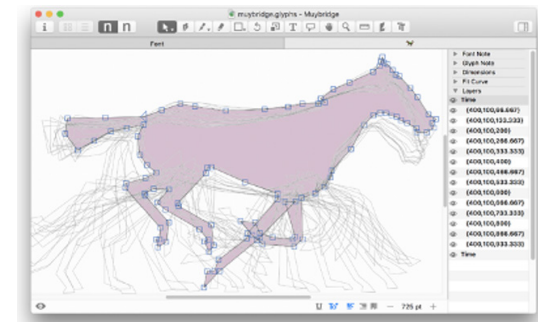 muybridge.glyphs — Muybridge
Font
Font Note
Glyph Note
Dimensions
Fit Curve
Layers
Time
{400,100,66.667}
{400,100,133.333}
{400,100,200}
{400,100,266.667}
{400,100,333.333}
{400,100,400}
{400,100,466.667}
{400,100,533.333}
{400,100,600}
{400,100,666.667}
{400,100,733.333}
{400,100,800}
{400,100,866.667}
{400,100,933.333}
Time
725 pt